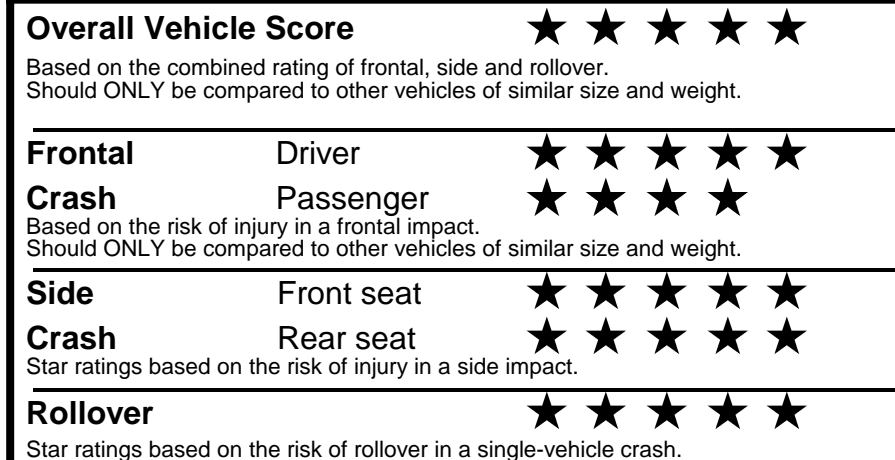 Overall Vehicle Score ★ ★ ★ ★ ★
Based on the combined rating of frontal, side and rollover.
Should ONLY be compared to other vehicles of similar size and weight.
Frontal Driver ★ ★ ★ ★ ★
Crash Passenger ★ ★ ★ ★
Based on the risk of injury in a frontal impact.
Should ONLY be compared to other vehicles of similar size and weight.
Side Front seat ★ ★ ★ ★ ★
Crash Rear seat ★ ★ ★ ★ ★
Star ratings based on the risk of injury in a side impact.
Rollover ★ ★ ★ ★ ★
Star ratings based on the risk of rollover in a single-vehicle crash.